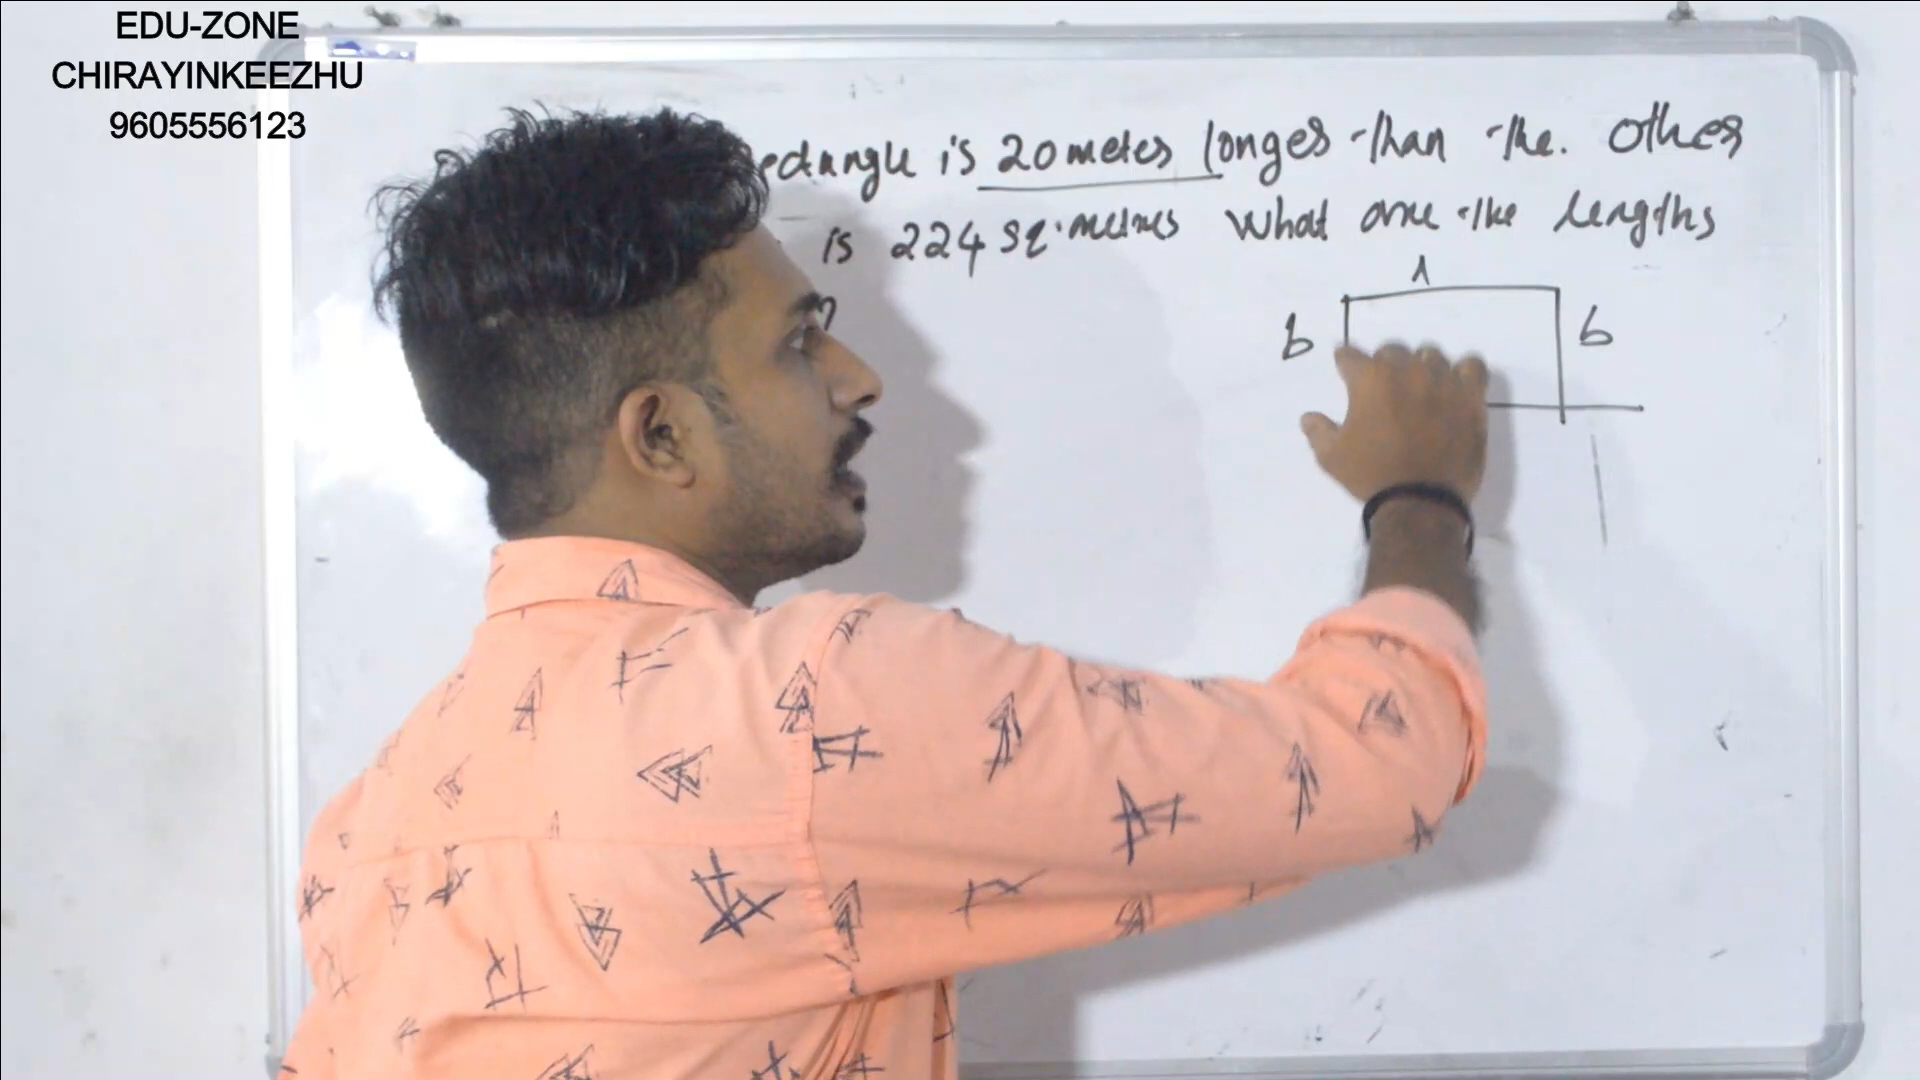 EDU-ZONE
CHIRAYINKEEZHU
9605556123
is 20 meters longer than the. other
is 224 sq.metres What are the lengths
l
b
b